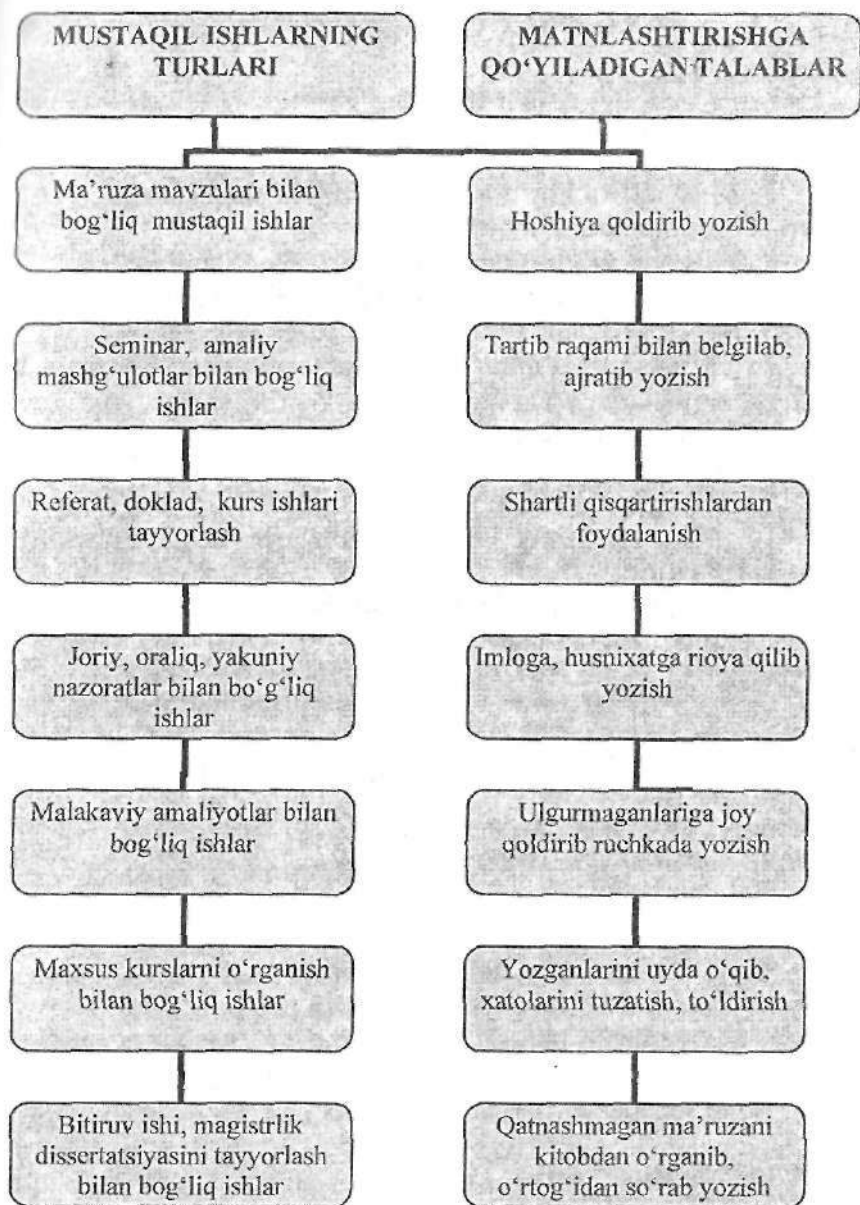 MUSTAQIL ISHLARNING
TURLARI
MATNLASHTIRISHGA
QO‘YILADIGAN TALABLAR
Ma’ruza mavzulari bilan
bog‘liq mustaqil ishlar
Hoshiya qoldirib yozish
Seminar, amaliy
mashg‘ulotlar bilan bog‘liq
ishlar
Tartib raqami bilan belgilab,
ajratib yozish
Referat, doklad, kurs ishlari
tayyorlash
Shartli qisqartirishlardan
foydalanish
Joriy, oraliq, yakuniy
nazoratlar bilan bo‘g‘liq
ishlar
Imloga, husnixatga rioya qilib
yozish
Malakaviy amaliyotlar bilan
bog‘liq ishlar
Ulgurmaganlariga joy
qoldirib ruchkada yozish
Maxsus kurslarni o‘rganish
bilan bog‘liq ishlar
Yozganlarini uyda o‘qib,
xatolarini tuzatish, to‘ldirish
Bitiruv ishi, magistrlik
dissertatsiyasini tayyorlash
bilan bog‘liq ishlar
Qatnashmagan ma’ruzani
kitobdan o‘rganib,
o‘rtog‘idan so‘rab yozish